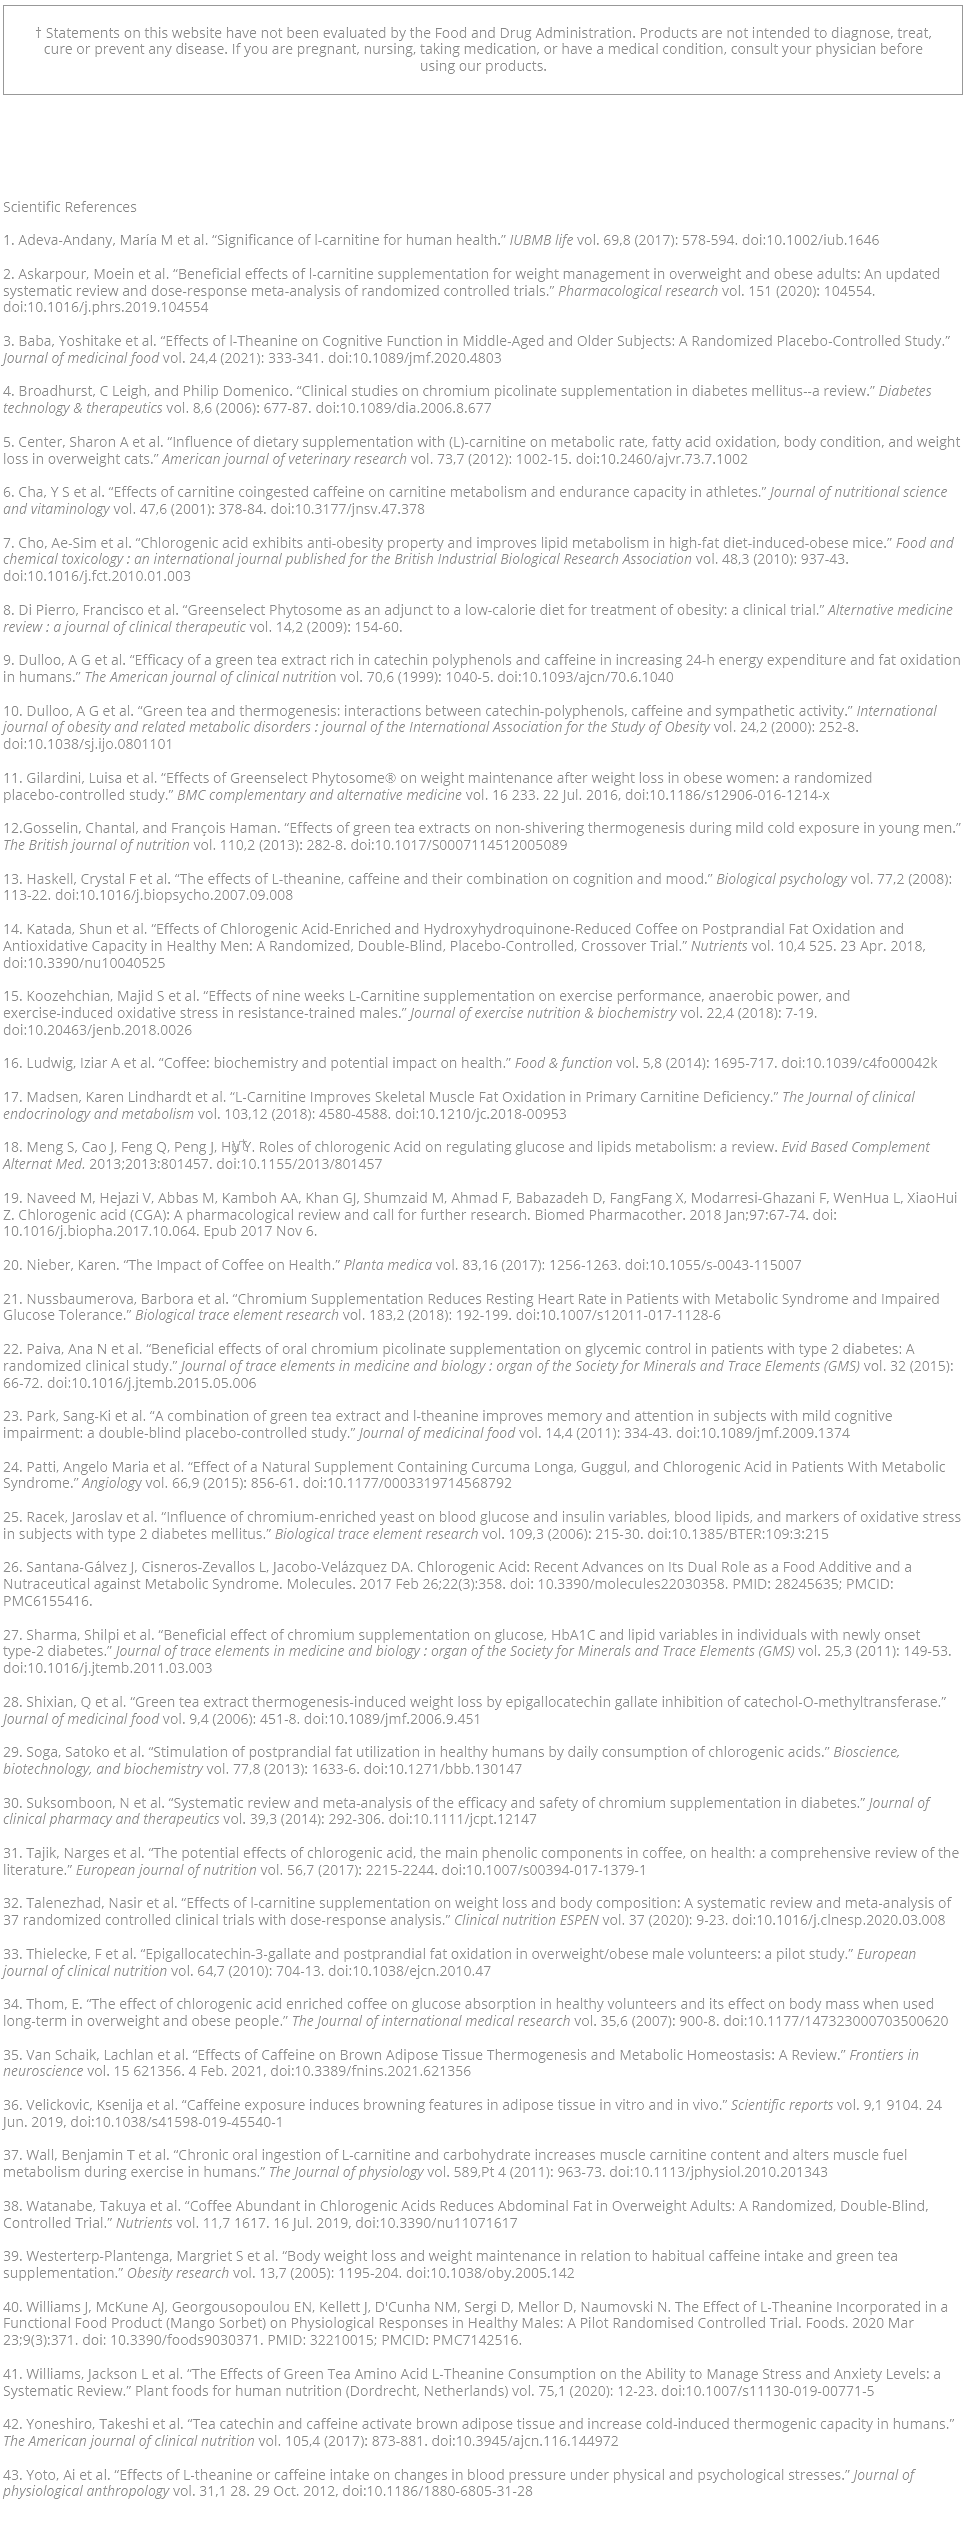 † Statements on this website have not been evaluated by the Food and Drug Administration. Products are not intended to diagnose, treat,
cure or prevent any disease. If you are pregnant, nursing, taking medication, or have a medical condition, consult your physician before
using our products.
Scientific References
1. Adeva-Andany, María M et al. “Significance of l-carnitine for human health.” IUBMB life vol. 69,8 (2017): 578-594. doi:10.1002/iub.1646
2. Askarpour, Moein et al. “Beneficial effects of l-carnitine supplementation for weight management in overweight and obese adults: An updated
systematic review and dose-response meta-analysis of randomized controlled trials.” Pharmacological research vol. 151 (2020): 104554.
doi:10.1016/j.phrs.2019.104554
3. Baba, Yoshitake et al. “Effects of l-Theanine on Cognitive Function in Middle-Aged and Older Subjects: A Randomized Placebo-Controlled Study.”
Journal of medicinal food vol. 24,4 (2021): 333-341. doi:10.1089/jmf.2020.4803
4. Broadhurst, C Leigh, and Philip Domenico. “Clinical studies on chromium picolinate supplementation in diabetes mellitus--a review.” Diabetes
technology & therapeutics vol. 8,6 (2006): 677-87. doi:10.1089/dia.2006.8.677
5. Center, Sharon A et al. “Influence of dietary supplementation with (L)-carnitine on metabolic rate, fatty acid oxidation, body condition, and weight
loss in overweight cats.” American journal of veterinary research vol. 73,7 (2012): 1002-15. doi:10.2460/ajvr.73.7.1002
6. Cha, Y S et al. “Effects of carnitine coingested caffeine on carnitine metabolism and endurance capacity in athletes.” Journal of nutritional science
and vitaminology vol. 47,6 (2001): 378-84. doi:10.3177/jnsv.47.378
7. Cho, Ae-Sim et al. “Chlorogenic acid exhibits anti-obesity property and improves lipid metabolism in high-fat diet-induced-obese mice.” Food and
chemical toxicology : an international journal published for the British Industrial Biological Research Association vol. 48,3 (2010): 937-43.
doi:10.1016/j.fct.2010.01.003
8. Di Pierro, Francisco et al. “Greenselect Phytosome as an adjunct to a low-calorie diet for treatment of obesity: a clinical trial.” Alternative medicine
review : a journal of clinical therapeutic vol. 14,2 (2009): 154-60.
9. Dulloo, A G et al. “Efficacy of a green tea extract rich in catechin polyphenols and caffeine in increasing 24-h energy expenditure and fat oxidation
in humans.” The American journal of clinical nutrition vol. 70,6 (1999): 1040-5. doi:10.1093/ajcn/70.6.1040
10. Dulloo, A G et al. “Green tea and thermogenesis: interactions between catechin-polyphenols, caffeine and sympathetic activity.” International
journal of obesity and related metabolic disorders : journal of the International Association for the Study of Obesity vol. 24,2 (2000): 252-8.
doi:10.1038/sj.ijo.0801101
11. Gilardini, Luisa et al. “Effects of Greenselect Phytosome® on weight maintenance after weight loss in obese women: a randomized
placebo-controlled study.” BMC complementary and alternative medicine vol. 16 233. 22 Jul. 2016, doi:10.1186/s12906-016-1214-x
12.Gosselin, Chantal, and François Haman. “Effects of green tea extracts on non-shivering thermogenesis during mild cold exposure in young men.”
The British journal of nutrition vol. 110,2 (2013): 282-8. doi:10.1017/S0007114512005089
13. Haskell, Crystal F et al. “The effects of L-theanine, caffeine and their combination on cognition and mood.” Biological psychology vol. 77,2 (2008):
113-22. doi:10.1016/j.biopsycho.2007.09.008
14. Katada, Shun et al. “Effects of Chlorogenic Acid-Enriched and Hydroxyhydroquinone-Reduced Coffee on Postprandial Fat Oxidation and
Antioxidative Capacity in Healthy Men: A Randomized, Double-Blind, Placebo-Controlled, Crossover Trial.” Nutrients vol. 10,4 525. 23 Apr. 2018,
doi:10.3390/nu10040525
15. Koozehchian, Majid S et al. “Effects of nine weeks L-Carnitine supplementation on exercise performance, anaerobic power, and
exercise-induced oxidative stress in resistance-trained males.” Journal of exercise nutrition & biochemistry vol. 22,4 (2018): 7-19.
doi:10.20463/jenb.2018.0026
16. Ludwig, Iziar A et al. “Coffee: biochemistry and potential impact on health.” Food & function vol. 5,8 (2014): 1695-717. doi:10.1039/c4fo00042k
17. Madsen, Karen Lindhardt et al. “L-Carnitine Improves Skeletal Muscle Fat Oxidation in Primary Carnitine Deficiency.” The Journal of clinical
endocrinology and metabolism vol. 103,12 (2018): 4580-4588. doi:10.1210/jc.2018-00953
18. Meng S, Cao J, Feng Q, Peng J, Y. Roles of chlorogenic Acid on regulating glucose and lipids metabolism: a review. Evid Based Complement
Alternat Med. 2013;2013:801457. doi:10.1155/2013/801457
19. Naveed M, Hejazi V, Abbas M, Kamboh AA, Khan GJ, Shumzaid M, Ahmad F, Babazadeh D, FangFang X, Modarresi-Ghazani F, WenHua L, XiaoHui
Z. Chlorogenic acid (CGA): A pharmacological review and call for further research. Biomed Pharmacother. 2018 Jan;97:67-74. doi:
10.1016/j.biopha.2017.10.064. Epub 2017 Nov 6.
20. Nieber, Karen. “The Impact of Coffee on Health.” Planta medica vol. 83,16 (2017): 1256-1263. doi:10.1055/s-0043-115007
21. Nussbaumerova, Barbora et al. “Chromium Supplementation Reduces Resting Heart Rate in Patients with Metabolic Syndrome and Impaired
Glucose Tolerance.” Biological trace element research vol. 183,2 (2018): 192-199. doi:10.1007/s12011-017-1128-6
22. Paiva, Ana N et al. “Beneficial effects of oral chromium picolinate supplementation on glycemic control in patients with type 2 diabetes: A
randomized clinical study.” Journal of trace elements in medicine and biology : organ of the Society for Minerals and Trace Elements (GMS) vol. 32 (2015):
66-72. doi:10.1016/j.jtemb.2015.05.006
23. Park, Sang-Ki et al. “A combination of green tea extract and l-theanine improves memory and attention in subjects with mild cognitive
impairment: a double-blind placebo-controlled study.” Journal of medicinal food vol. 14,4 (2011): 334-43. doi:10.1089/jmf.2009.1374
24. Patti, Angelo Maria et al. “Effect of a Natural Supplement Containing Curcuma Longa, Guggul, and Chlorogenic Acid in Patients With Metabolic
Syndrome.” Angiology vol. 66,9 (2015): 856-61. doi:10.1177/0003319714568792
25. Racek, Jaroslav et al. “Influence of chromium-enriched yeast on blood glucose and insulin variables, blood lipids, and markers of oxidative stress
in subjects with type 2 diabetes mellitus.” Biological trace element research vol. 109,3 (2006): 215-30. doi:10.1385/BTER:109:3:215
26. Santana-Gálvez J, Cisneros-Zevallos L, Jacobo-Velázquez DA. Chlorogenic Acid: Recent Advances on Its Dual Role as a Food Additive and a
Nutraceutical against Metabolic Syndrome. Molecules. 2017 Feb 26;22(3):358. doi: 10.3390/molecules22030358. PMID: 28245635; PMCID:
PMC6155416.
27. Sharma, Shilpi et al. “Beneficial effect of chromium supplementation on glucose, HbA1C and lipid variables in individuals with newly onset
type-2 diabetes.” Journal of trace elements in medicine and biology : organ of the Society for Minerals and Trace Elements (GMS) vol. 25,3 (2011): 149-53.
doi:10.1016/j.jtemb.2011.03.003
28. Shixian, Q et al. “Green tea extract thermogenesis-induced weight loss by epigallocatechin gallate inhibition of catechol-O-methyltransferase.”
Journal of medicinal food vol. 9,4 (2006): 451-8. doi:10.1089/jmf.2006.9.451
29. Soga, Satoko et al. “Stimulation of postprandial fat utilization in healthy humans by daily consumption of chlorogenic acids.” Bioscience,
biotechnology, and biochemistry vol. 77,8 (2013): 1633-6. doi:10.1271/bbb.130147
30. Suksomboon, N et al. “Systematic review and meta-analysis of the efficacy and safety of chromium supplementation in diabetes.” Journal of
clinical pharmacy and therapeutics vol. 39,3 (2014): 292-306. doi:10.1111/jcpt.12147
31. Tajik, Narges et al. “The potential effects of chlorogenic acid, the main phenolic components in coffee, on health: a comprehensive review of the
literature.” European journal of nutrition vol. 56,7 (2017): 2215-2244. doi:10.1007/s00394-017-1379-1
32. Talenezhad, Nasir et al. “Effects of l-carnitine supplementation on weight loss and body composition: A systematic review and meta-analysis of
37 randomized controlled clinical trials with dose-response analysis.” Clinical nutrition ESPEN vol. 37 (2020): 9-23. doi:10.1016/j.clnesp.2020.03.008
33. Thielecke, F et al. “Epigallocatechin-3-gallate and postprandial fat oxidation in overweight/obese male volunteers: a pilot study.” European
journal of clinical nutrition vol. 64,7 (2010): 704-13. doi:10.1038/ejcn.2010.47
34. Thom, E. “The effect of chlorogenic acid enriched coffee on glucose absorption in healthy volunteers and its effect on body mass when used
long-term in overweight and obese people.” The Journal of international medical research vol. 35,6 (2007): 900-8. doi:10.1177/147323000703500620
35. Van Schaik, Lachlan et al. “Effects of Caffeine on Brown Adipose Tissue Thermogenesis and Metabolic Homeostasis: A Review.” Frontiers in
neuroscience vol. 15 621356. 4 Feb. 2021, doi:10.3389/fnins.2021.621356
36. Velickovic, Ksenija et al. “Caffeine exposure induces browning features in adipose tissue in vitro and in vivo.” Scientific reports vol. 9,1 9104. 24
Jun. 2019, doi:10.1038/s41598-019-45540-1
37. Wall, Benjamin T et al. “Chronic oral ingestion of L-carnitine and carbohydrate increases muscle carnitine content and alters muscle fuel
metabolism during exercise in humans.” The Journal of physiology vol. 589,Pt 4 (2011): 963-73. doi:10.1113/jphysiol.2010.201343
38. Watanabe, Takuya et al. “Coffee Abundant in Chlorogenic Acids Reduces Abdominal Fat in Overweight Adults: A Randomized, Double-Blind,
Controlled Trial.” Nutrients vol. 11,7 1617. 16 Jul. 2019, doi:10.3390/nu11071617
39. Westerterp-Plantenga, Margriet S et al. “Body weight loss and weight maintenance in relation to habitual caffeine intake and green tea
supplementation.” Obesity research vol. 13,7 (2005): 1195-204. doi:10.1038/oby.2005.142
40. Williams J, McKune AJ, Georgousopoulou EN, Kellett J, D'Cunha NM, Sergi D, Mellor D, Naumovski N. The Effect of L-Theanine Incorporated in a
Functional Food Product (Mango Sorbet) on Physiological Responses in Healthy Males: A Pilot Randomised Controlled Trial. Foods. 2020 Mar
23;9(3):371. doi: 10.3390/foods9030371. PMID: 32210015; PMCID: PMC7142516.
41. Williams, Jackson L et al. “The Effects of Green Tea Amino Acid L-Theanine Consumption on the Ability to Manage Stress and Anxiety Levels: a
Systematic Review.” Plant foods for human nutrition (Dordrecht, Netherlands) vol. 75,1 (2020): 12-23. doi:10.1007/s11130-019-00771-5
42. Yoneshiro, Takeshi et al. “Tea catechin and caffeine activate brown adipose tissue and increase cold-induced thermogenic capacity in humans.”
The American journal of clinical nutrition vol. 105,4 (2017): 873-881. doi:10.3945/ajcn.116.144972
43. Yoto, Ai et al. “Effects of L-theanine or caffeine intake on changes in blood pressure under physical and psychological stresses.” Journal of
physiological anthropology vol. 31,1 28. 29 Oct. 2012, doi:10.1186/1880-6805-31-28